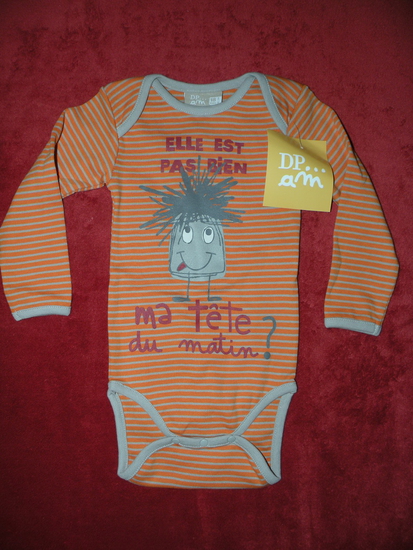 DP...
am
ELLE EST
PAS BIEN
DP...
am
ma tête
du matin?